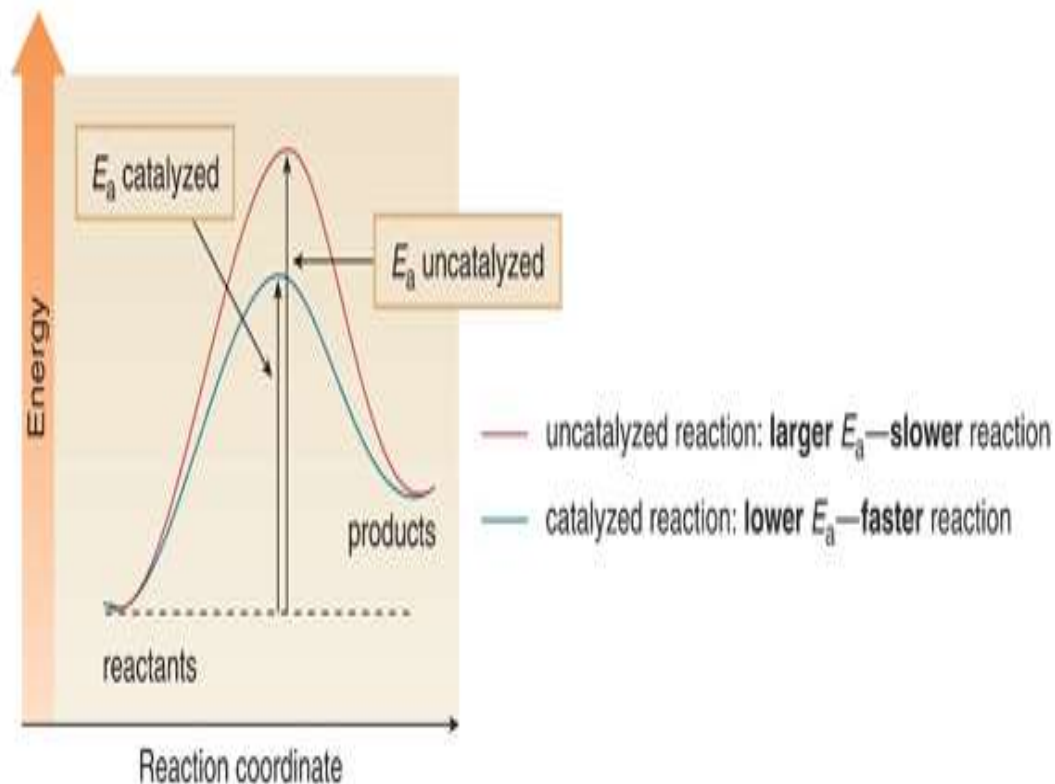 Energy
Eₐ catalyzed
Eₐ uncatalyzed
products
reactants
Reaction coordinate
uncatalyzed reaction: larger Eₐ—slower reaction
catalyzed reaction: lower Eₐ—faster reaction